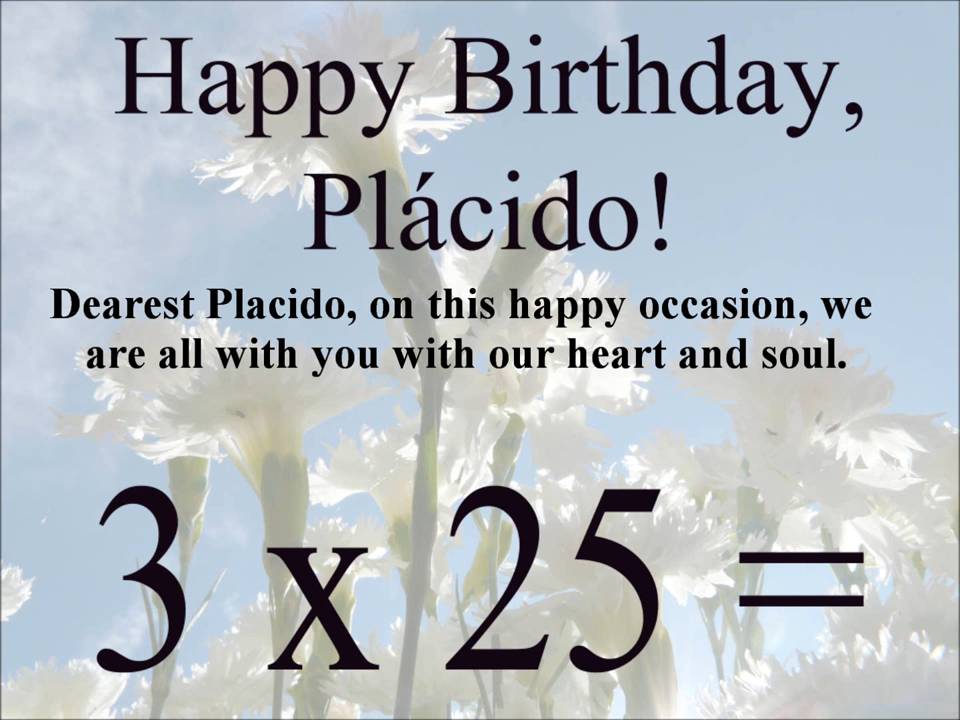 Happy Birthday,
Plácido!
Dearest Placido, on this happy occasion, we
are all with you with our heart and soul.
3 x 25 =